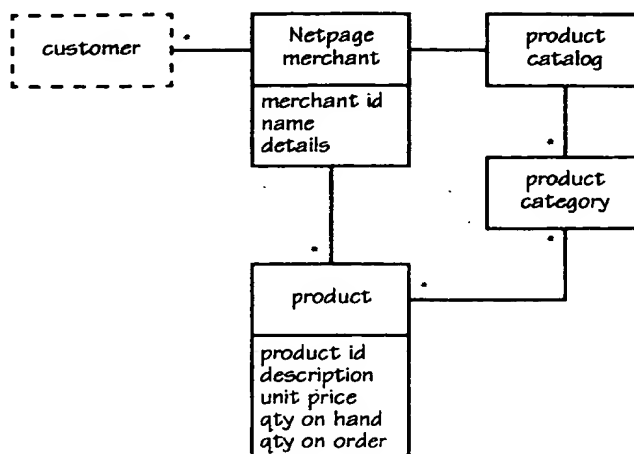 customer
Netpage
merchant
merchant id
name
details
product
catalog
product
category
product
product id
description
unit price
qty on hand
qty on order